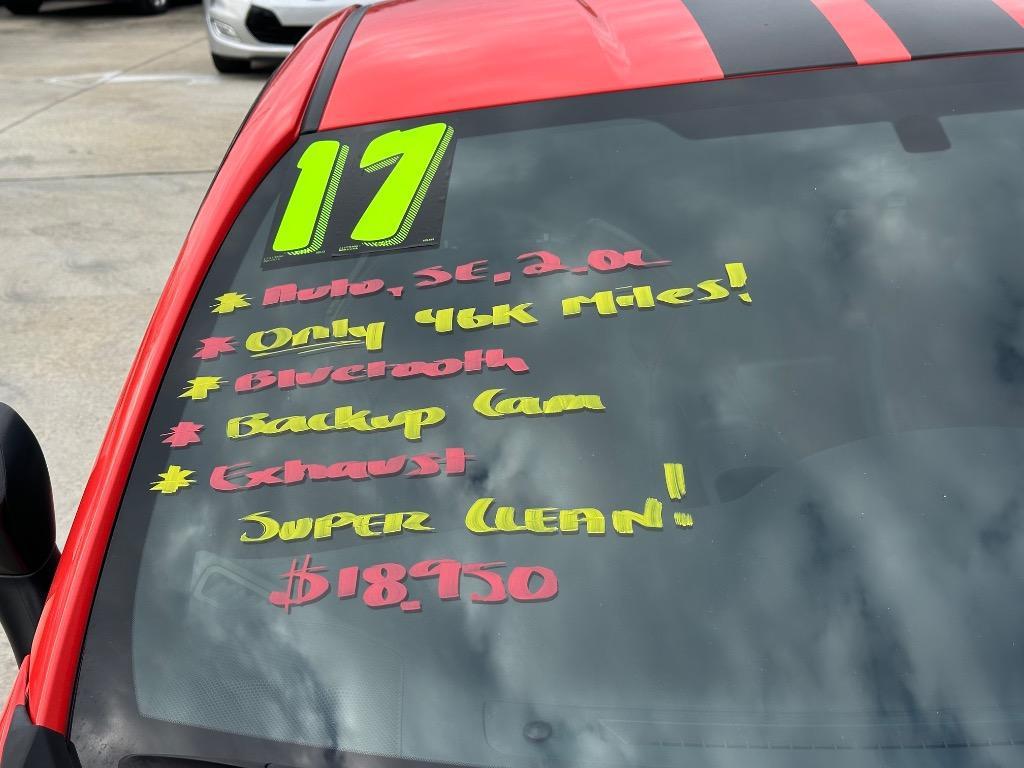 17
* Auto, SE, 2.0L
* Only 46K Miles!
* Bluetooth
* Backup Cam
* Exhaust
SUPER CLEAN!
$18,950